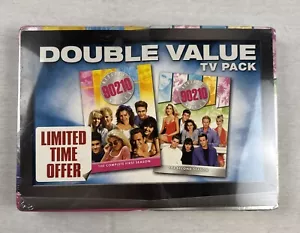 DOUBLE VALUE
TV PACK
90210
90210
THE COMPLETE FIRST SEASON
LIMITED
TIME
OFFER